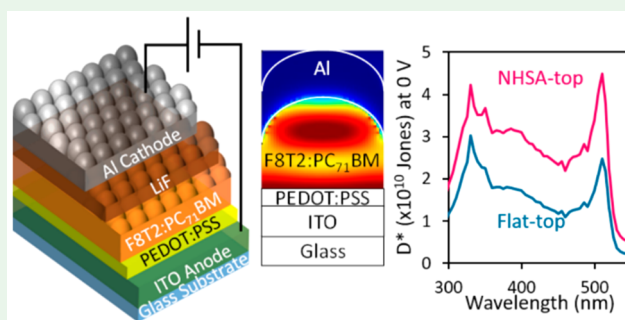 Al Cathode
LiF
F8T2:PC71BM
PEDOT:PSS
ITO Anode
Glass Substrate
Al
F8T2:PC71BM
PEDOT:PSS
ITO
Glass
D* (x10^10 Jones) at 0 V
5
4
3
2
1
0
NHSA-top
Flat-top
300
400
500
Wavelength (nm)